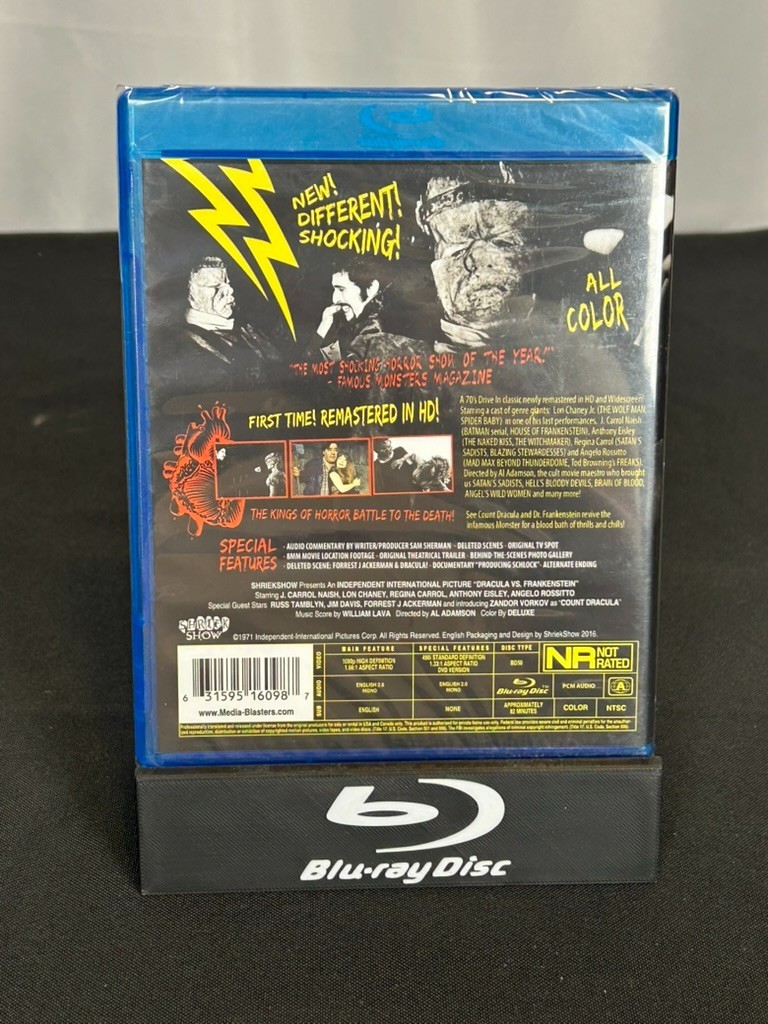 NEW!
DIFFERENT!
SHOCKING!
ALL
COLOR
"THE MOST SHOCKING HORROR SHOW OF THE YEAR!"
- FAMOUS MONSTERS MAGAZINE
FIRST TIME! REMASTERED IN HD!
THE KINGS OF HORROR BATTLE TO THE DEATH!
A 70's Drive In classic newly remastered in HD and Widescreen!
Starring a cast of genre giants: Lon Chaney Jr. (THE WOLF MAN,
SPIDER BABY) in one of his last performances, J. Carrol Naish
(BATMAN serial, HOUSE OF FRANKENSTEIN), Anthony Eisley
(THE NAKED KISS, THE WITCHMAKER), Regina Carrol (SATAN'S
SADISTS, BLAZING STEWARDESSES) and Angelo Rossitto
(MAD MAX BEYOND THUNDERDOME, Tod Browning's FREAKS).
Directed by Al Adamson, the cult movie maestro who brought
us SATAN'S SADISTS, HELL'S BLOODY DEVILS, BRAIN OF BLOOD,
ANGEL'S WILD WOMEN and many more!
See Count Dracula and Dr. Frankenstein revive the
infamous Monster for a blood bath of thrills and chills!
SPECIAL
FEATURES
· AUDIO COMMENTARY BY WRITER/PRODUCER SAM SHERMAN · DELETED SCENES · ORIGINAL TV SPOT
· 8MM MOVIE LOCATION FOOTAGE · ORIGINAL THEATRICAL TRAILER · BEHIND-THE-SCENES PHOTO GALLERY
· DELETED SCENE: FORREST J ACKERMAN & DRACULA! · DOCUMENTARY "PRODUCING SCHLOCK" · ALTERNATE ENDING
SHRIEKSHOW Presents An INDEPENDENT INTERNATIONAL PICTURE "DRACULA VS. FRANKENSTEIN"
Starring J. CARROL NAISH, LON CHANEY, REGINA CARROL, ANTHONY EISLEY, ANGELO ROSSITTO
Special Guest Stars RUSS TAMBLYN, JIM DAVIS, FORREST J ACKERMAN and introducing ZANDOR VORKOV as "COUNT DRACULA"
Music Score by WILLIAM LAVA Directed by AL ADAMSON Color By DELUXE
SHRIEK
SHOW
©1971 Independent-International Pictures Corp. All Rights Reserved. English Packaging and Design by ShriekShow 2016.
6 31595 16098 7
www.Media-Blasters.com
MAIN FEATURE SPECIAL FEATURES DISC TYPE
VIDEO 1080p HIGH DEFINITION 1.66:1 ASPECT RATIO
480i STANDARD DEFINITION 1.33:1 ASPECT RATIO DVD VERSION
BD50
NR NOT RATED
AUDIO ENGLISH 2.0 MONO ENGLISH 2.0 MONO Blu-ray Disc PCM AUDIO A
SUB ENGLISH NONE APPROXIMATELY 92 MINUTES COLOR NTSC
b
Blu-ray Disc